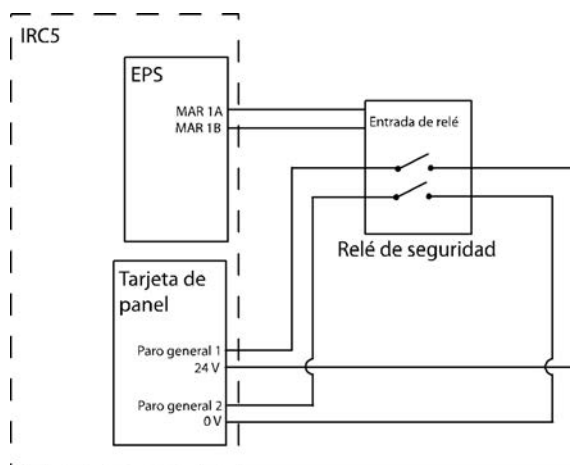 IRC5
EPS
MAR 1A
MAR 1B
Entrada de relé
Relé de seguridad
Tarjeta de
panel
Paro general 1
24 V
Paro general 2
0 V